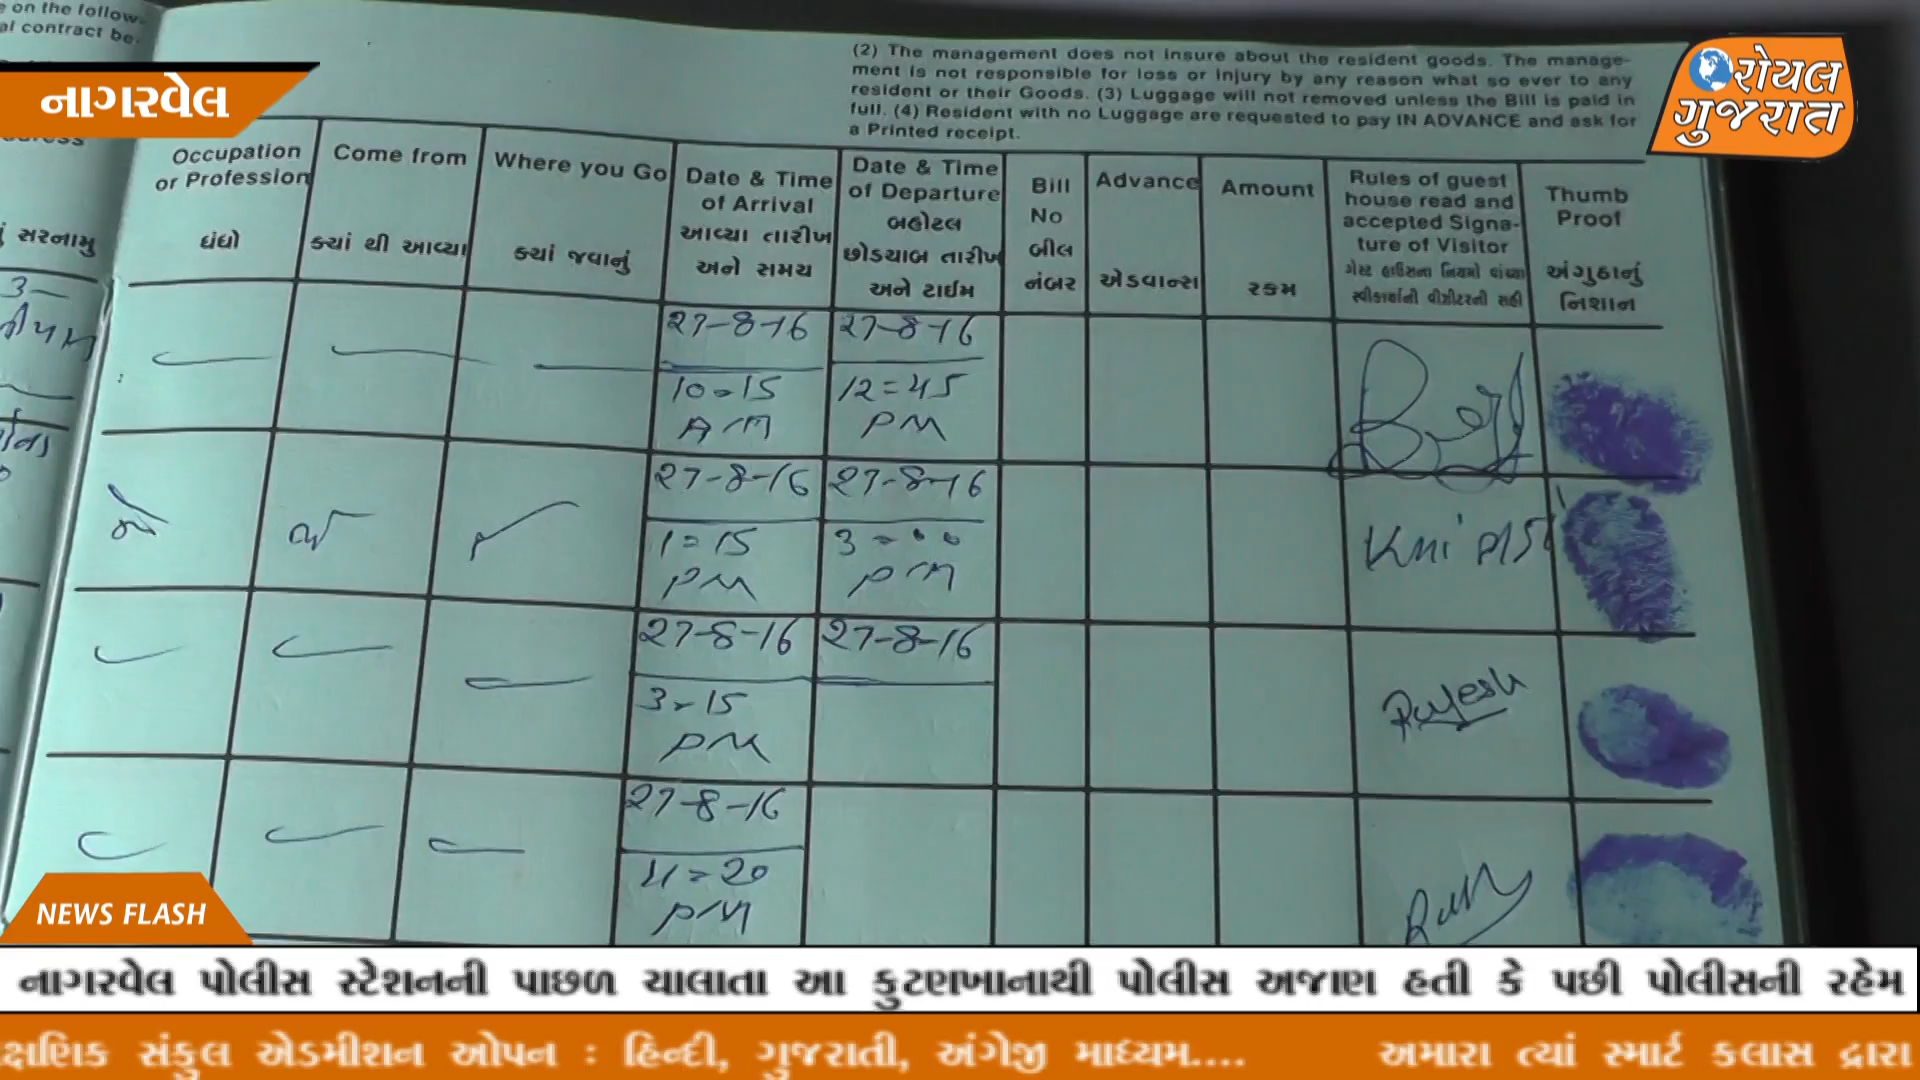 e on the follow.
al contract be.
(2) The management does not insure about the resident goods. The manage-
ment is not responsible for loss or injury by any reason what so ever to any
resident or their Goods. (3) Luggage will not removed unless the Bill is paid in
full. (4) Resident with no Luggage are requested to pay IN ADVANCE and ask for
a Printed receipt.
નાગરવેલ
રોયલ
ગુજરાત
Occupation
or Profession
ધંધો
Come from
ક્યાં થી આવ્યા
Where you Go
ક્યાં જવાનું
Date & Time
of Arrival
આવ્યા તારીખ
અને સમય
Date & Time
of Departure
બહોટલ
છોડયાબ તારીખ
અને ટાઈમ
Bill
No
બીલ
નંબર
Advance
એડવાન્સ
Amount
રકમ
Rules of guest
house read and
accepted Signa-
ture of Visitor
ગેસ્ટ હાઉસના નિયમો વાંચ્યા
સ્વીકાર્યાની વીઝીટરની સહી
Thumb
Proof
અંગુઠાનું
નિશાન
સરનામુ
27-8-16
10=15
A/M
27-8-16
12=45
PM
27-8-16
1=15
PM
27-8-16
3=00
P/M
27-8-16
3=15
PM
27-8-16
Rajesh
27-8-16
4=20
P/M
NEWS FLASH
નાગરવેલ પોલીસ સ્ટેશનની પાછળ ચાલાતા આ કુટણખાનાથી પોલીસ અજાણ હતી કે પછી પોલીસની રહેમ
ક્ષણિક સંકુલ એડમીશન ઓપન : હિન્દી, ગુજરાતી, અંગેજી માધ્યમ.... અમારા ત્યાં સ્માર્ટ કલાસ દ્વારા